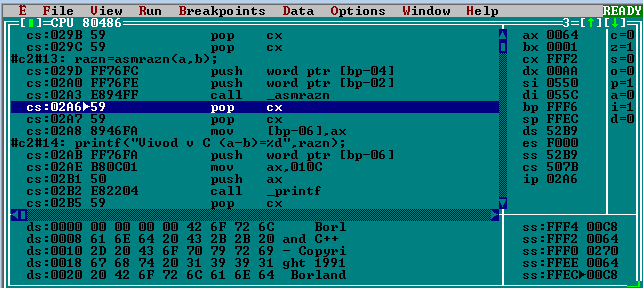 E File View Run Breakpoints Data Options Window Help READY
CPU 80486 3
cs:029B 59 pop cx
cs:029C 59 pop cx
#c2#13: razn=asmrazn(a,b);
cs:029D FF76FC push word ptr [bp-04]
cs:02A0 FF76FE push word ptr [bp-02]
cs:02A3 E894FF call _asmrazn
cs:02A6▶59 pop cx
cs:02A7 59 pop cx
cs:02A8 8946FA mov [bp-06],ax
#c2#14: printf("Vivod v C (a-b)=%d",razn);
cs:02AB FF76FA push word ptr [bp-06]
cs:02AE B80C01 mov ax,010C
cs:02B1 50 push ax
cs:02B2 E82204 call _printf
cs:02B5 59 pop cx
ax 0064 c=0
bx 0001 z=1
cx FFF2 s=0
dx 00AA o=0
si 0550 p=1
di 055C a=0
bp FFF6 i=1
sp FFEC d=0
ds 52B9
es F000
ss 52B9
cs 507B
ip 02A6
ds:0000 00 00 00 00 42 6F 72 6C Borl
ds:0008 61 6E 64 20 43 2B 2B 20 and C++
ds:0010 2D 20 43 6F 70 79 72 69 - Copyri
ds:0018 67 68 74 20 31 39 39 31 ght 1991
ds:0020 20 42 6F 72 6C 61 6E 64 Borland
ss:FFF4 00C8
ss:FFF2 0064
ss:FFF0 0270
ss:FFEE 0064
ss:FFEC▶00C8